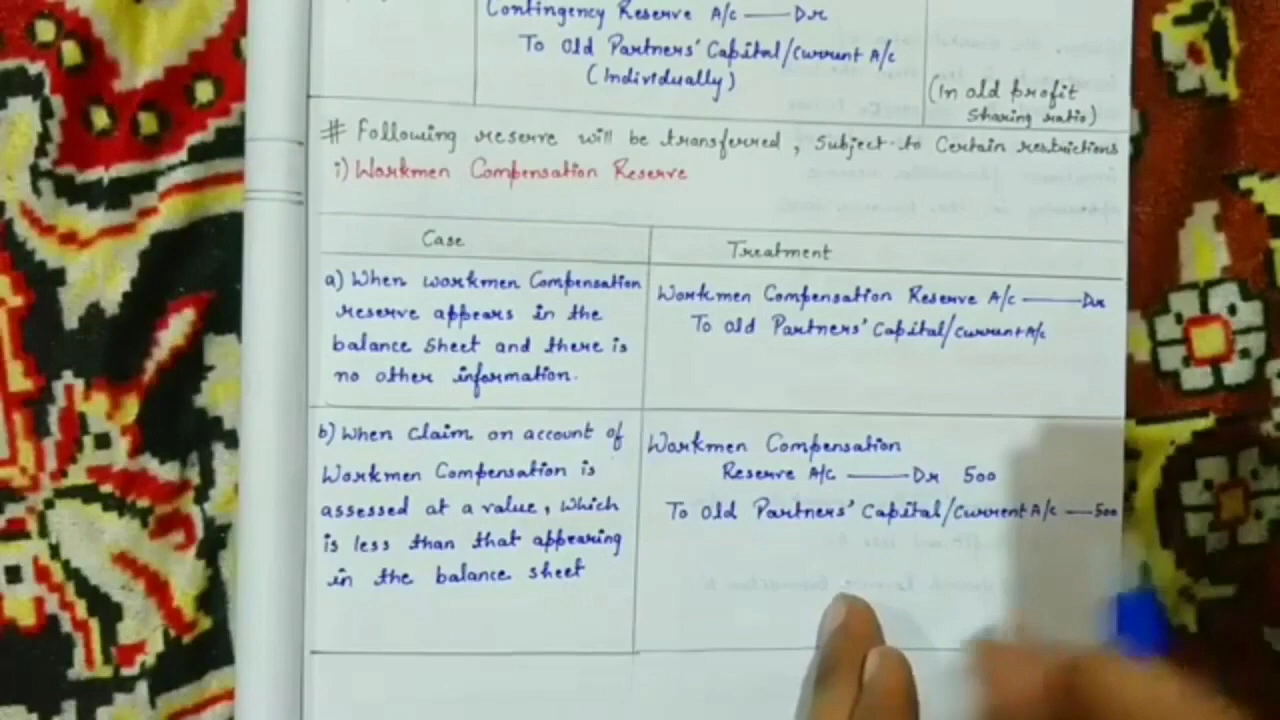 Contingency Reserve A/c —— Dr
To Old Partners' Capital/Current A/c
(Individually)
(In old profit
sharing ratio)
# Following reserve will be transferred, Subject to Certain restrictions
i) Workmen Compensation Reserve
Case
Treatment
a) When workmen Compensation
reserve appears in the
balance sheet and there is
no other information.
Workmen Compensation Reserve A/c —— Dr
To Old Partners' Capital/Current A/c
b) When Claim on account of
Workmen Compensation is
assessed at a value, which
is less than that appearing
in the balance sheet
Workmen Compensation
Reserve A/c —— Dr 500
To Old Partners' Capital/Current A/c — 500